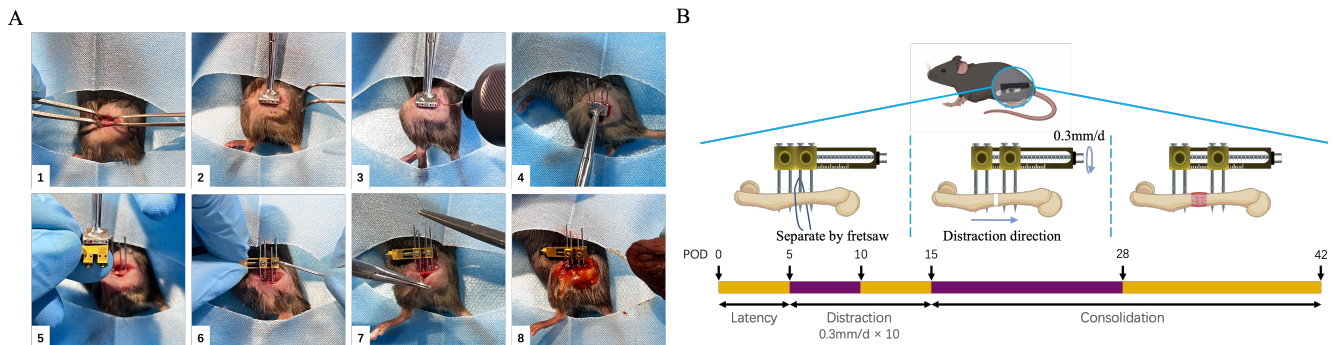 A
1
2
3
4
5
6
7
8
B
0.3mm/d
Separate by fretsaw
Distraction direction
POD 0 5 10 15 28 42
Latency
Distraction
0.3mm/d × 10
Consolidation